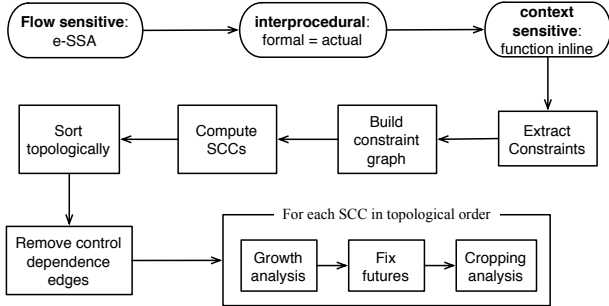 Flow sensitive:
e-SSA
interprocedural:
formal = actual
context
sensitive:
function inline
Sort
topologically
Compute
SCCs
Build
constraint
graph
Extract
Constraints
Remove control
dependence
edges
For each SCC in topological order
Growth
analysis
Fix
futures
Cropping
analysis